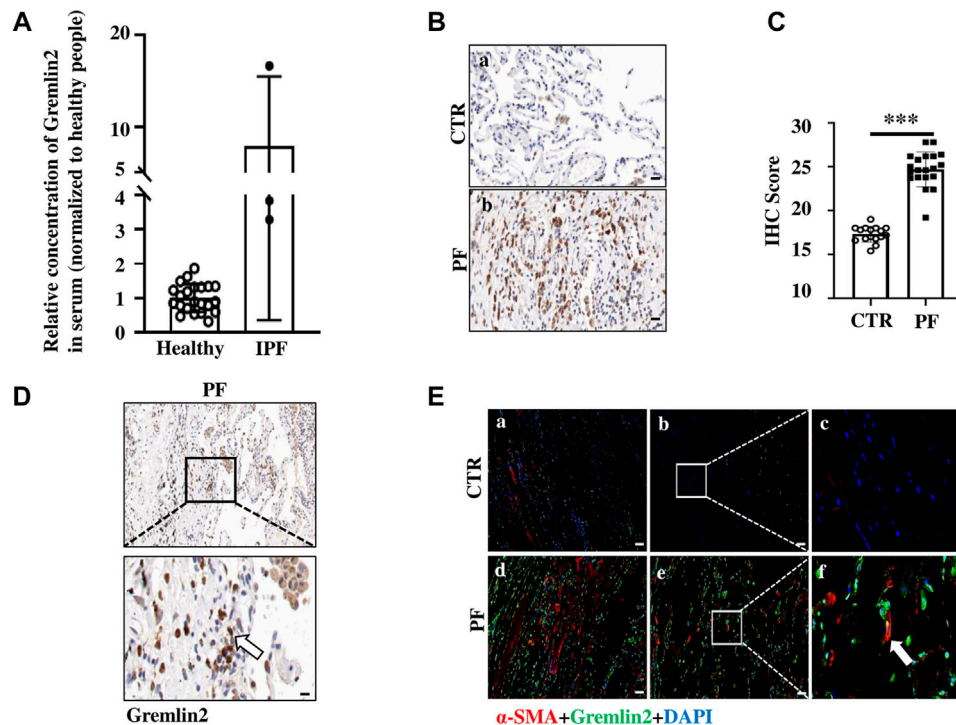 A
Relative concentration of Gremlin2
in serum (normalized to healthy people)
20
10
5
4
3
2
1
0
Healthy
IPF
B
a
CTR
b
PF
C
***
IHC Score
30
25
20
15
10
CTR
PF
D
PF
Gremlin2
E
a
b
c
CTR
d
e
f
PF
α-SMA+Gremlin2+DAPI